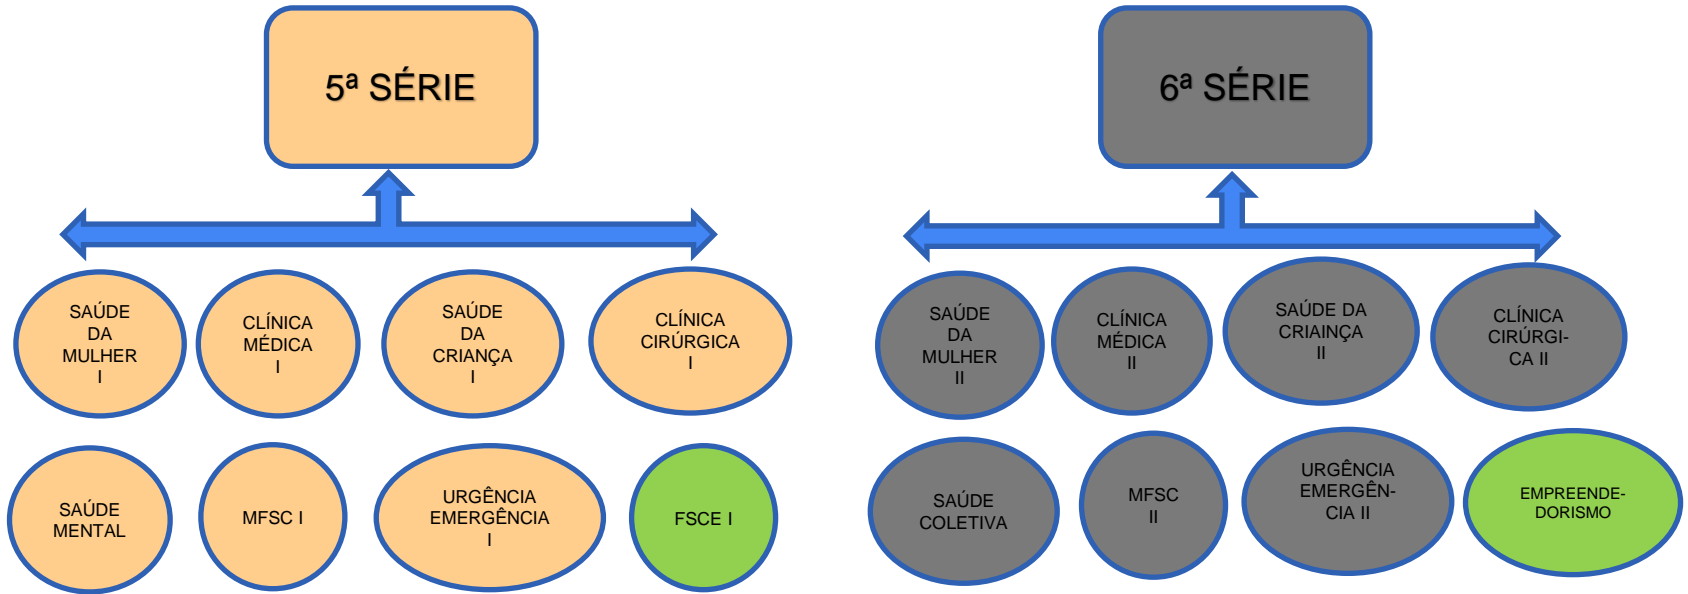 5ª SÉRIE
SAÚDE
DA
MULHER
I
CLÍNICA
MÉDICA
I
SAÚDE
DA
CRIANÇA
I
CLÍNICA
CIRÚRGICA
I
SAÚDE
MENTAL
MFSC I
URGÊNCIA
EMERGÊNCIA
I
FSCE I
6ª SÉRIE
SAÚDE
DA
MULHER
II
CLÍNICA
MÉDICA
II
SAÚDE DA
CRIAINÇA
II
CLÍNICA
CIRÚRGI-
CA II
SAÚDE
COLETIVA
MFSC
II
URGÊNCIA
EMERGÊN-
CIA II
EMPREENDE-
DORISMO